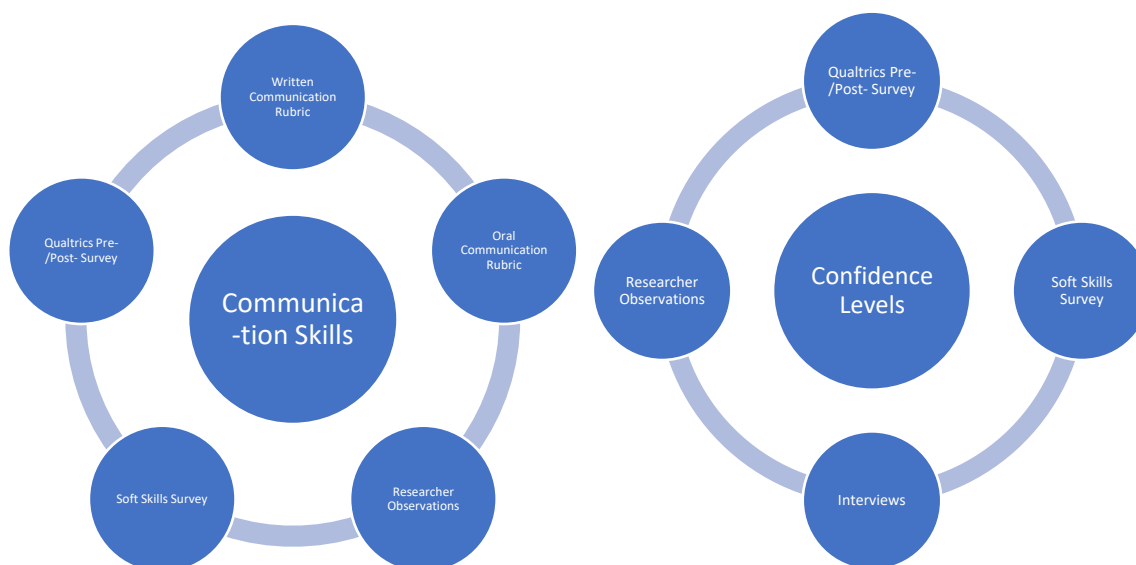 Written
Communication
Rubric
Oral
Communication
Rubric
Researcher
Observations
Soft Skills Survey
Qualtrics Pre-
/Post- Survey
Communica
-tion Skills
Qualtrics Pre-
/Post- Survey
Soft Skills
Survey
Interviews
Researcher
Observations
Confidence
Levels